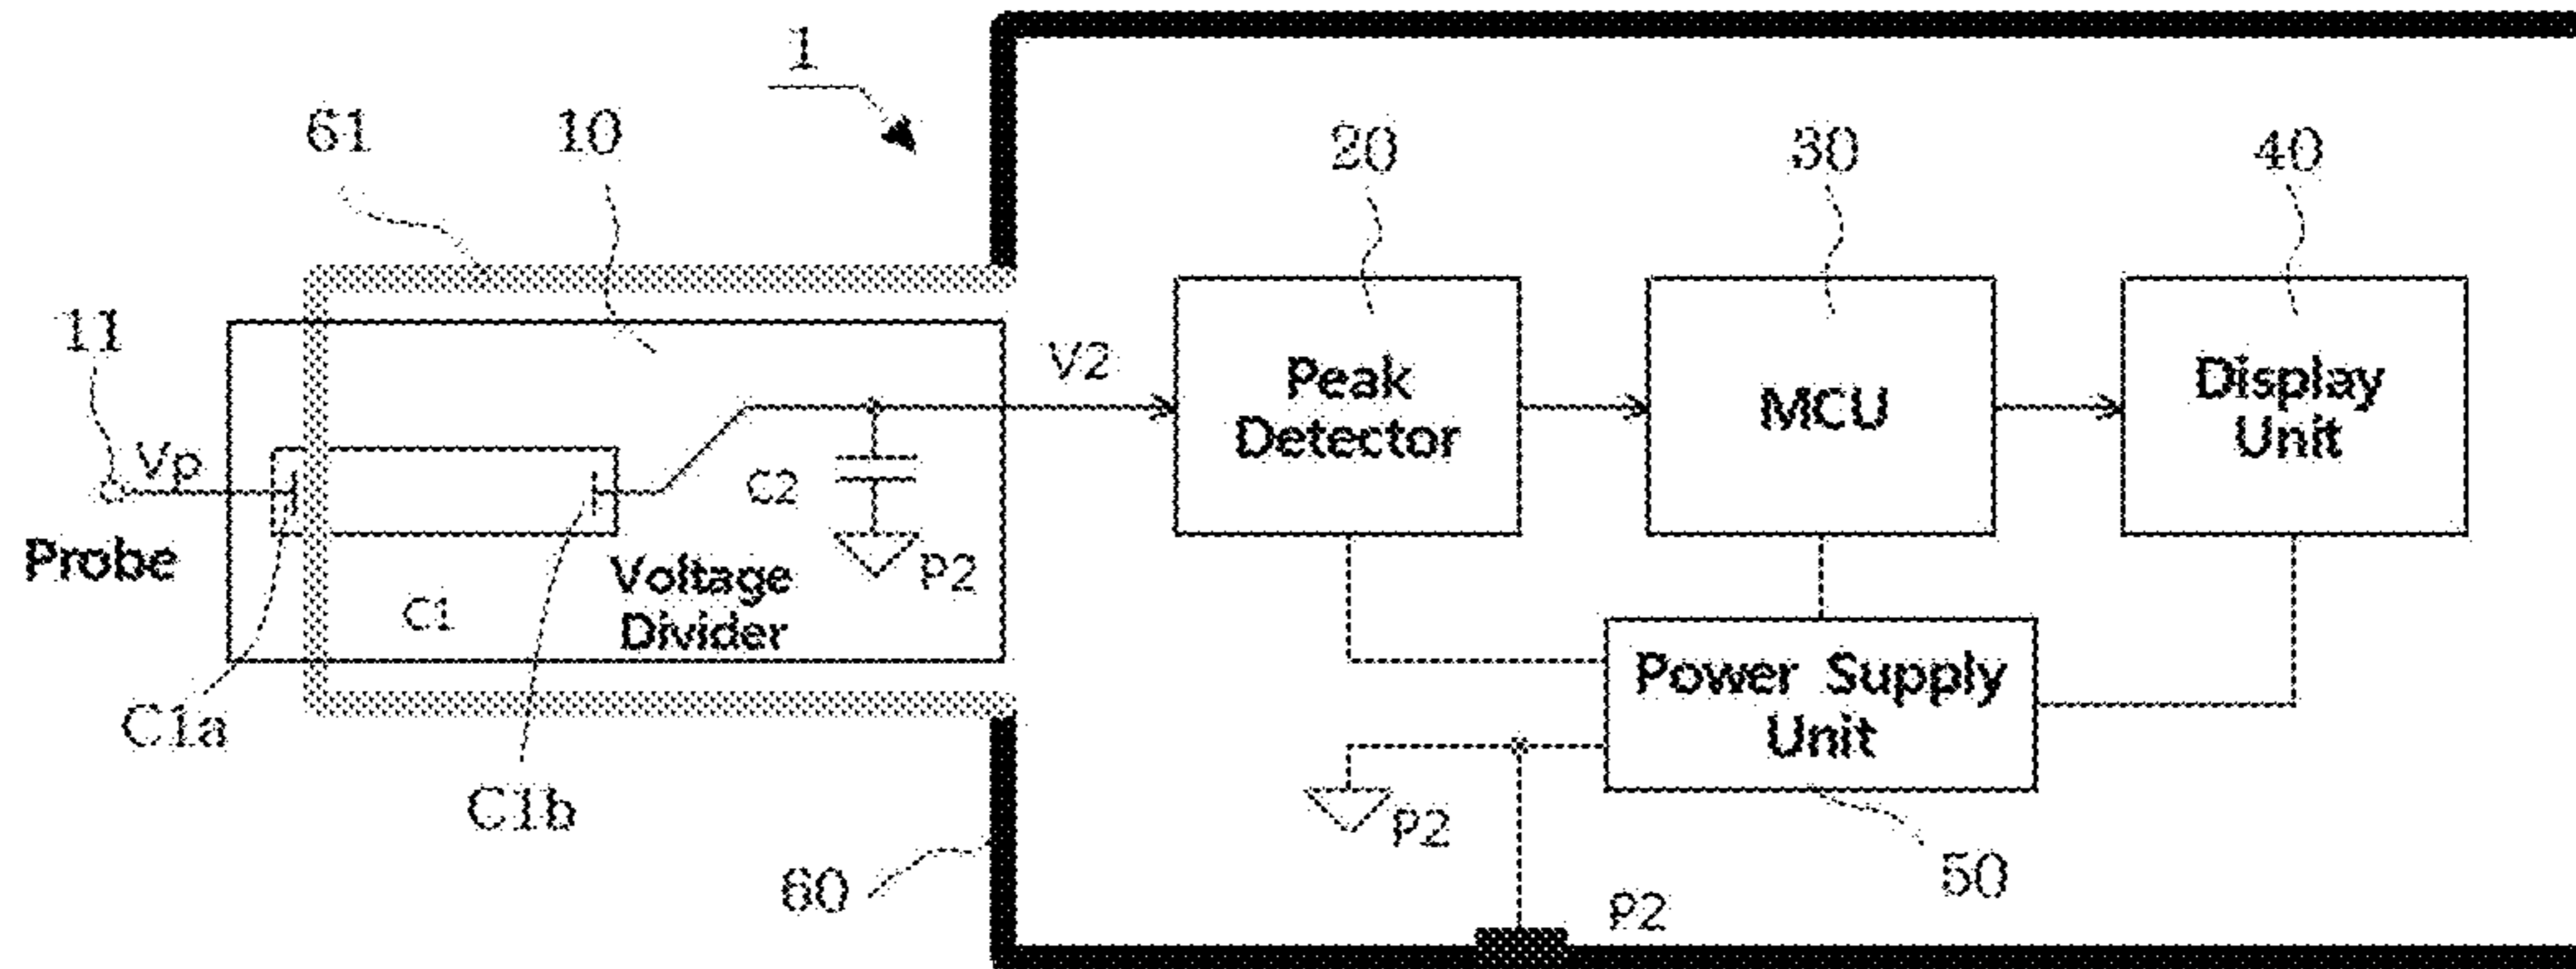 1
61
10
20
30
40
11
Vp
V2
Peak
Detector
MCU
Display
Unit
C2
Probe
P2
Voltage
Divider
C1
Power Supply
Unit
C1a
C1b
P2
60
50
P2